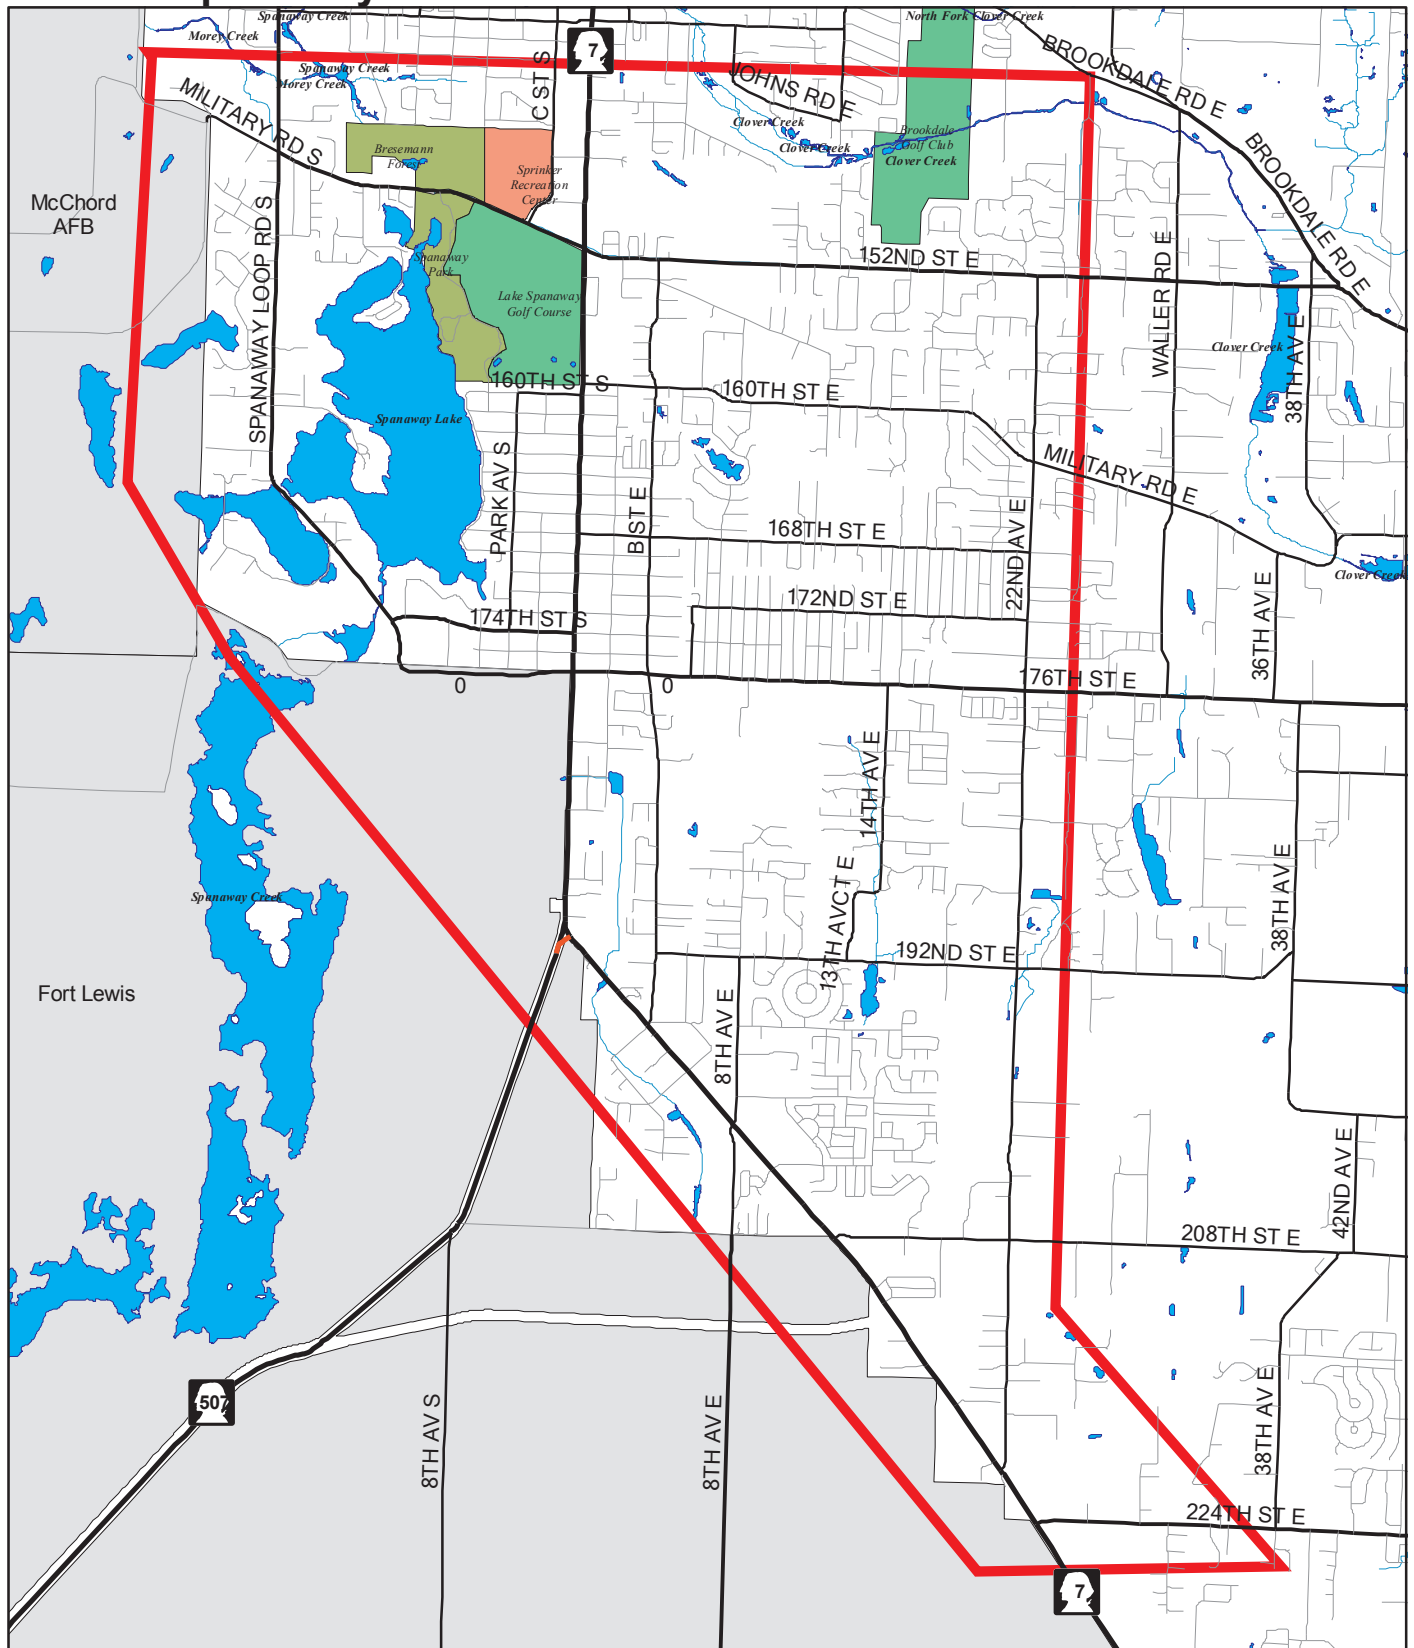 Spanaway Creek
North Fork Clover Creek
Morey Creek
7
BROOKDALE RD E
Spanaway Creek
Morey Creek
C ST S
JOHNS RD E
MILITARY RD S
Clover Creek
Clover Creek
Brookdale
Golf Club
Clover Creek
BROOKDALE RD E
Bresemann
Forest
Sprinker
Recreation
Center
McChord
AFB
SPANAWAY LOOP RD S
Spanaway
Park
152ND ST E
WALLER RD E
Lake Spanaway
Golf Course
Clover Creek
38TH AV E
160TH ST S
160TH ST E
Spanaway Lake
PARK AV S
MILITARY RD E
B ST E
168TH ST E
22ND AV E
Clover Creek
172ND ST E
36TH AV E
174TH ST S
176TH ST E
0
0
14TH AV E
13TH AVCT E
38TH AV E
Spanaway Creek
192ND ST E
Fort Lewis
8TH AV E
42ND AV E
208TH ST E
507
8TH AV S
8TH AV E
38TH AV E
224TH ST E
7
BROOKDALE RD E